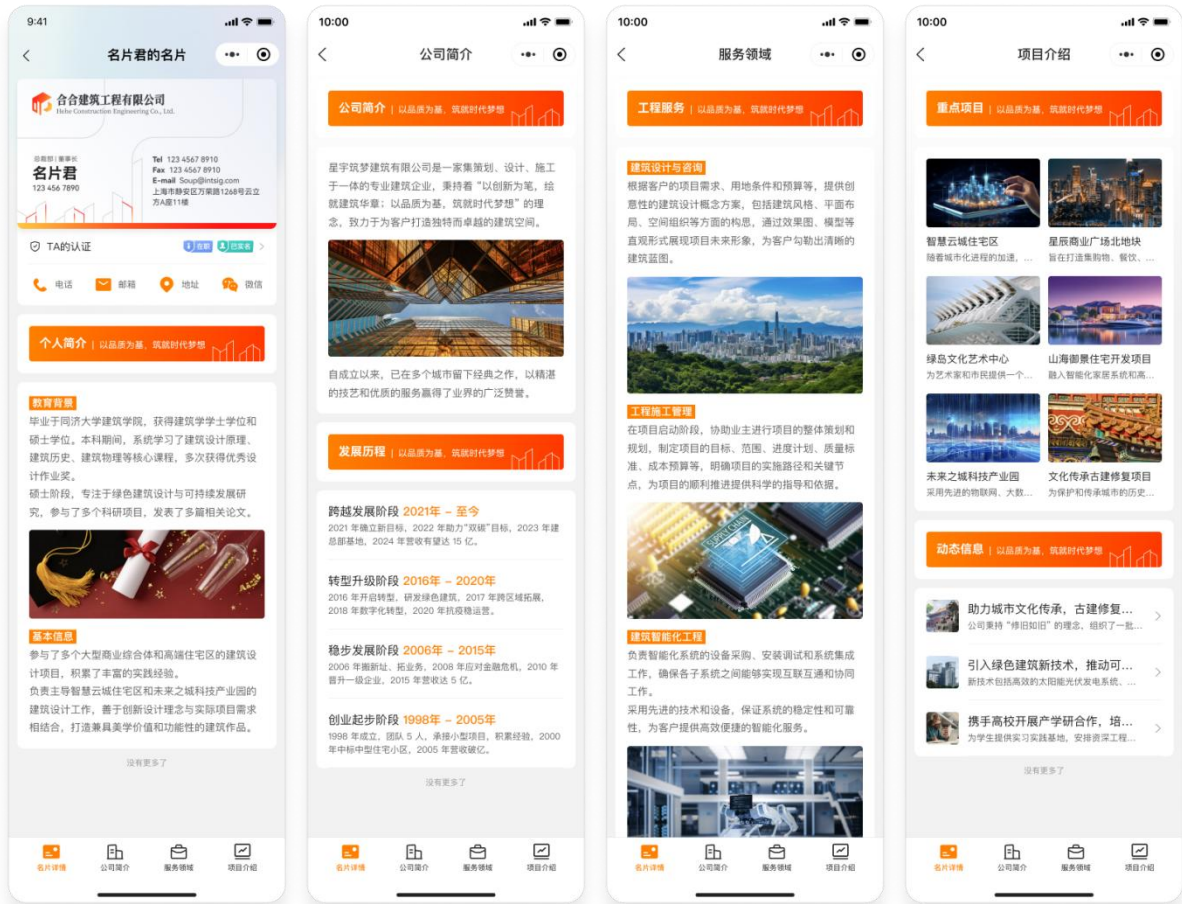 9:41
名片君的名片
合合建筑工程有限公司
Hehe Construction Engineering Co., Ltd.
总裁部 | 董事长
名片君
123 456 7890
Tel 123 4567 8910
Fax 123 4567 8910
E-mail Soup@intsig.com
上海市静安区万荣路1268号云立
方A座11楼
TA的认证
在职
已实名
电话
邮箱
地址
微信
个人简介 | 以品质为基，筑就时代梦想
教育背景
毕业于同济大学建筑学院，获得建筑学学士学位和
硕士学位。本科期间，系统学习了建筑设计原理、
建筑历史、建筑物理等核心课程，多次获得优秀设
计作业奖。
硕士阶段，专注于绿色建筑设计与可持续发展研
究，参与了多个科研项目，发表了多篇相关论文。
基本信息
参与了多个大型商业综合体和高端住宅区的建筑设
计项目，积累了丰富的实践经验。
负责主导智慧云城住宅区和未来之城科技产业园的
建筑设计工作，善于创新设计理念与实际项目需求
相结合，打造兼具美学价值和功能性的建筑作品。
没有更多了
名片详情
公司简介
服务领域
项目介绍
10:00
公司简介
公司简介 | 以品质为基，筑就时代梦想
星宇筑梦建筑有限公司是一家集策划、设计、施工
于一体的专业建筑企业，秉持着“以创新为笔，绘
就建筑华章；以品质为基，筑就时代梦想”的理
念，致力于为客户打造独特而卓越的建筑空间。
自成立以来，已在多个城市留下经典之作，以精湛
的技艺和优质的服务赢得了业界的广泛赞誉。
发展历程 | 以品质为基，筑就时代梦想
跨越发展阶段 2021年 – 至今
2021 年确立新目标，2022 年助力“双碳”目标，2023 年建
总部基地，2024 年营收有望达 15 亿。
转型升级阶段 2016年 – 2020年
2016 年开启转型，研发绿色建筑，2017 年跨区域拓展，
2018 年数字化转型，2020 年抗疫稳运营。
稳步发展阶段 2006年 – 2015年
2006 年搬新址、拓业务，2008 年应对金融危机，2010 年
晋升一级企业，2015 年营收达 5 亿。
创业起步阶段 1998年 – 2005年
1998 年成立，团队 5 人，承接小型项目，积累经验，2000
年中标中型住宅小区，2005 年营收破亿。
没有更多了
名片详情
公司简介
服务领域
项目介绍
10:00
服务领域
工程服务 | 以品质为基，筑就时代梦想
建筑设计与咨询
根据客户的项目需求、用地条件和预算等，提供创
意性的建筑设计概念方案，包括建筑风格、平面布
局、空间组织等方面的构思，通过效果图、模型等
直观形式展现项目未来形象，为客户勾勒出清晰的
建筑蓝图。
工程施工管理
在项目启动阶段，协助业主进行项目的整体策划和
规划，制定项目的目标、范围、进度计划、质量标
准、成本预算等，明确项目的实施路径和关键节
点，为项目的顺利推进提供科学的指导和依据。
SUPPLY CHAIN
建筑智能化工程
负责智能化系统的设备采购、安装调试和系统集成
工作，确保各子系统之间能够实现互联互通和协同
工作。
采用先进的技术和设备，保证系统的稳定性和可靠
性，为客户提供高效便捷的智能化服务。
名片详情
公司简介
服务领域
项目介绍
10:00
项目介绍
重点项目 | 以品质为基，筑就时代梦想
智慧云城住宅区
随着城市化进程的加速，...
星辰商业广场北地块
旨在打造集购物、餐饮、...
绿岛文化艺术中心
为艺术家和市民提供一个...
山海御景住宅开发项目
融入智能化家居系统和高...
未来之城科技产业园
采用先进的物联网、大数...
文化传承古建修复项目
为保护和传承城市的历史...
动态信息 | 以品质为基，筑就时代梦想
助力城市文化传承，古建修复...
公司秉持“修旧如旧”的理念，组织了一批...
引入绿色建筑新技术，推动可...
新技术包括高效的太阳能光伏发电系统、...
携手高校开展产学研合作，培...
为学生提供实习实践基地，安排资深工程...
没有更多了
名片详情
公司简介
服务领域
项目介绍